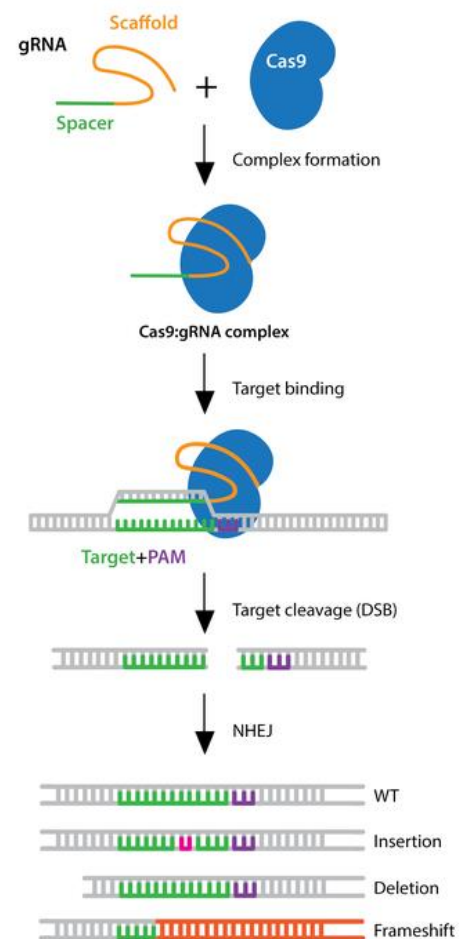 Scaffold
gRNA
Cas9
+
Spacer
Complex formation
Cas9:gRNA complex
Target binding
Target+PAM
Target cleavage (DSB)
NHEJ
WT
Insertion
Deletion
Frameshift